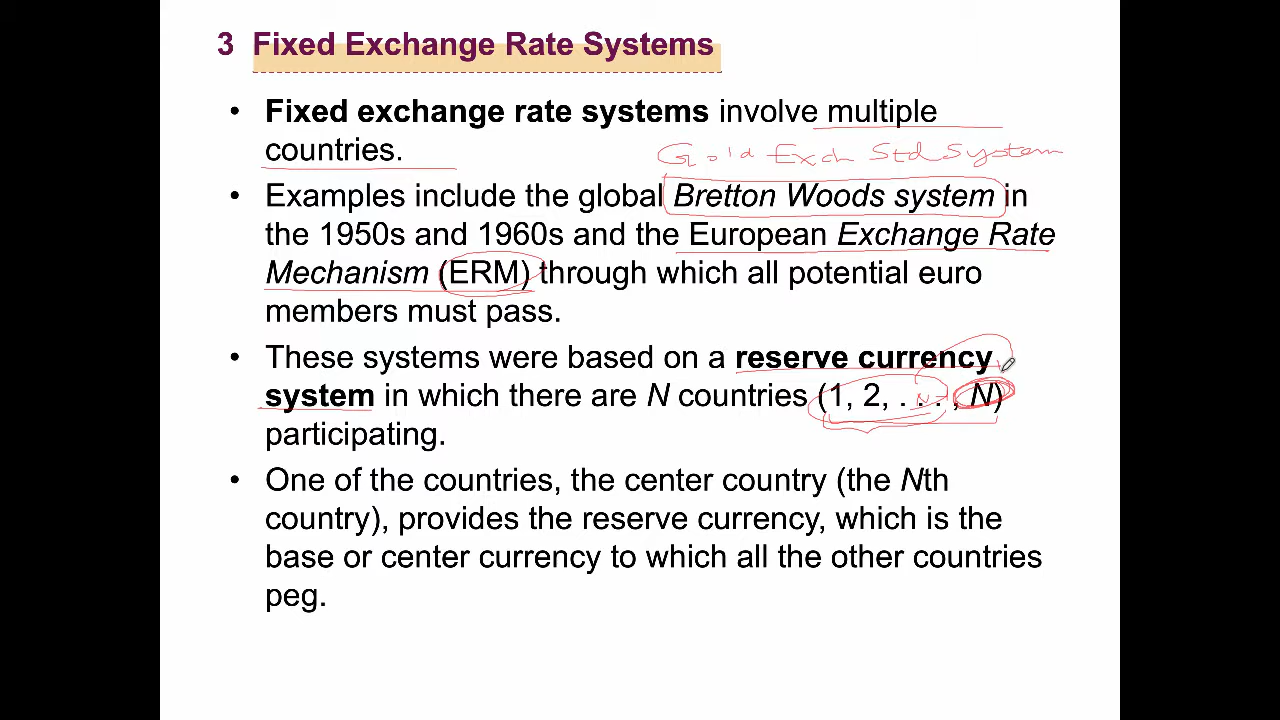 3 Fixed Exchange Rate Systems
• Fixed exchange rate systems involve multiple
countries.
Gold Exch Std System
• Examples include the global Bretton Woods system in
the 1950s and 1960s and the European Exchange Rate
Mechanism (ERM) through which all potential euro
members must pass.
• These systems were based on a reserve currency
system in which there are N countries (1, 2, . . . , N)
participating.
• One of the countries, the center country (the Nth
country), provides the reserve currency, which is the
base or center currency to which all the other countries
peg.